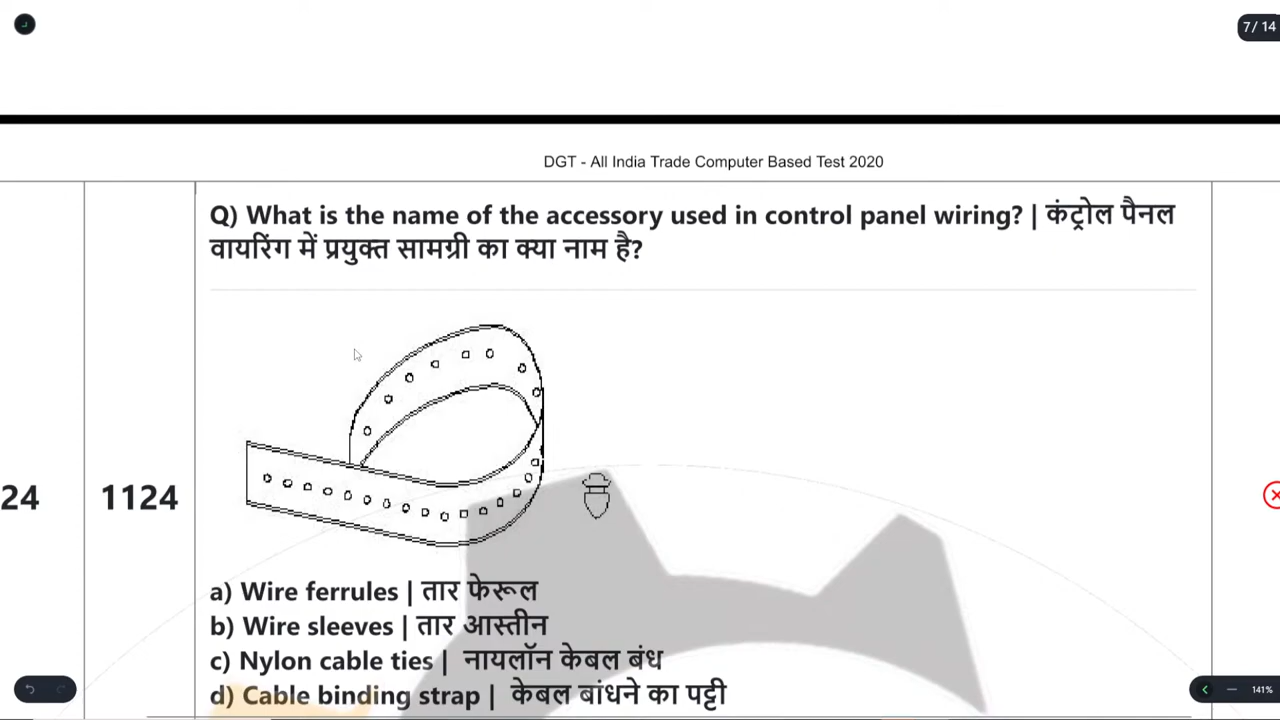 7/ 14
DGT - All India Trade Computer Based Test 2020
Q) What is the name of the accessory used in control panel wiring? | कंट्रोल पैनल
वायरिंग में प्रयुक्त सामग्री का क्या नाम है?
24
1124
a) Wire ferrules | तार फेरूल
b) Wire sleeves | तार आस्तीन
c) Nylon cable ties | नायलॉन केबल बंध
d) Cable binding strap | केबल बांधने का पट्टी
141%